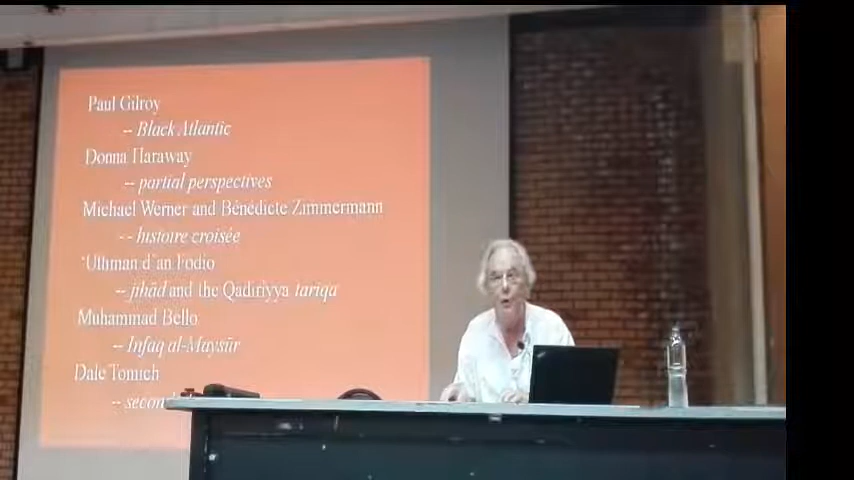 Paul Gilroy
-- Black Atlantic
Donna Haraway
-- partial perspectives
Michael Werner and Bénédicte Zimmermann
-- histoire croisée
'Uthman d'an Fodio
-- jihād and the Qadiriyya tariqa
Muhammad Bello
-- Infaq al-Maysūr
Dale Tomich
-- secon